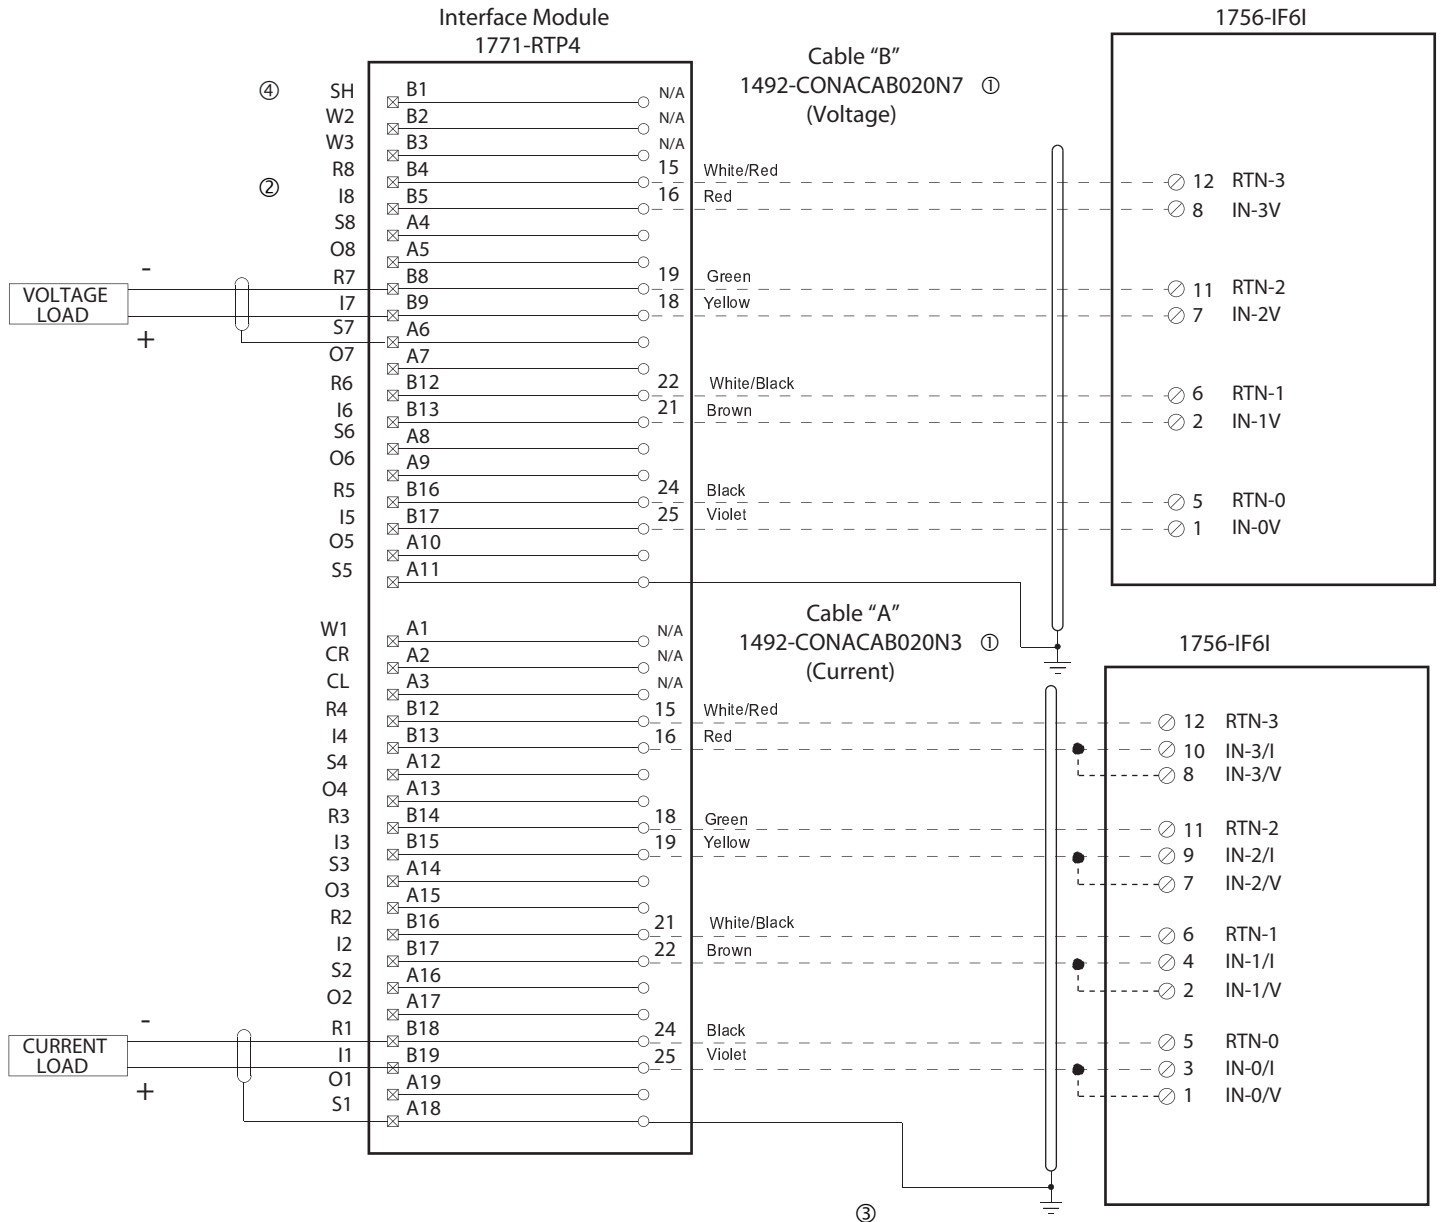 Interface Module
1771-RTP4
1756-IF6I
Cable “B”
1492-CONACAB020N7 ①
(Voltage)
④ SH B1 N/A
W2 B2 N/A
W3 B3 N/A
R8 B4 15 White/Red 12 RTN-3
②
I8 B5 16 Red 8 IN-3V
S8 A4
O8 A5
-
R7 B8 19 Green 11 RTN-2
VOLTAGE
LOAD
I7 B9 18 Yellow 7 IN-2V
+
S7 A6
O7 A7
R6 B12 22 White/Black 6 RTN-1
I6 B13 21 Brown 2 IN-1V
S6 A8
O6 A9
R5 B16 24 Black 5 RTN-0
I5 B17 25 Violet 1 IN-0V
O5 A10
S5 A11
Cable “A”
1492-CONACAB020N3 ①
(Current)
1756-IF6I
W1 A1 N/A
CR A2 N/A
CL A3 N/A
R4 B12 15 White/Red 12 RTN-3
I4 B13 16 Red 10 IN-3/I
S4 A12 8 IN-3/V
O4 A13
R3 B14 18 Green 11 RTN-2
I3 B15 19 Yellow 9 IN-2/I
S3 A14 7 IN-2/V
O3 A15
R2 B16 21 White/Black 6 RTN-1
I2 B17 22 Brown 4 IN-1/I
S2 A16 2 IN-1/V
O2 A17
-
R1 B18 24 Black 5 RTN-0
CURRENT
LOAD
I1 B19 25 Violet 3 IN-0/I
+
O1 A19 1 IN-0/V
S1 A18
③